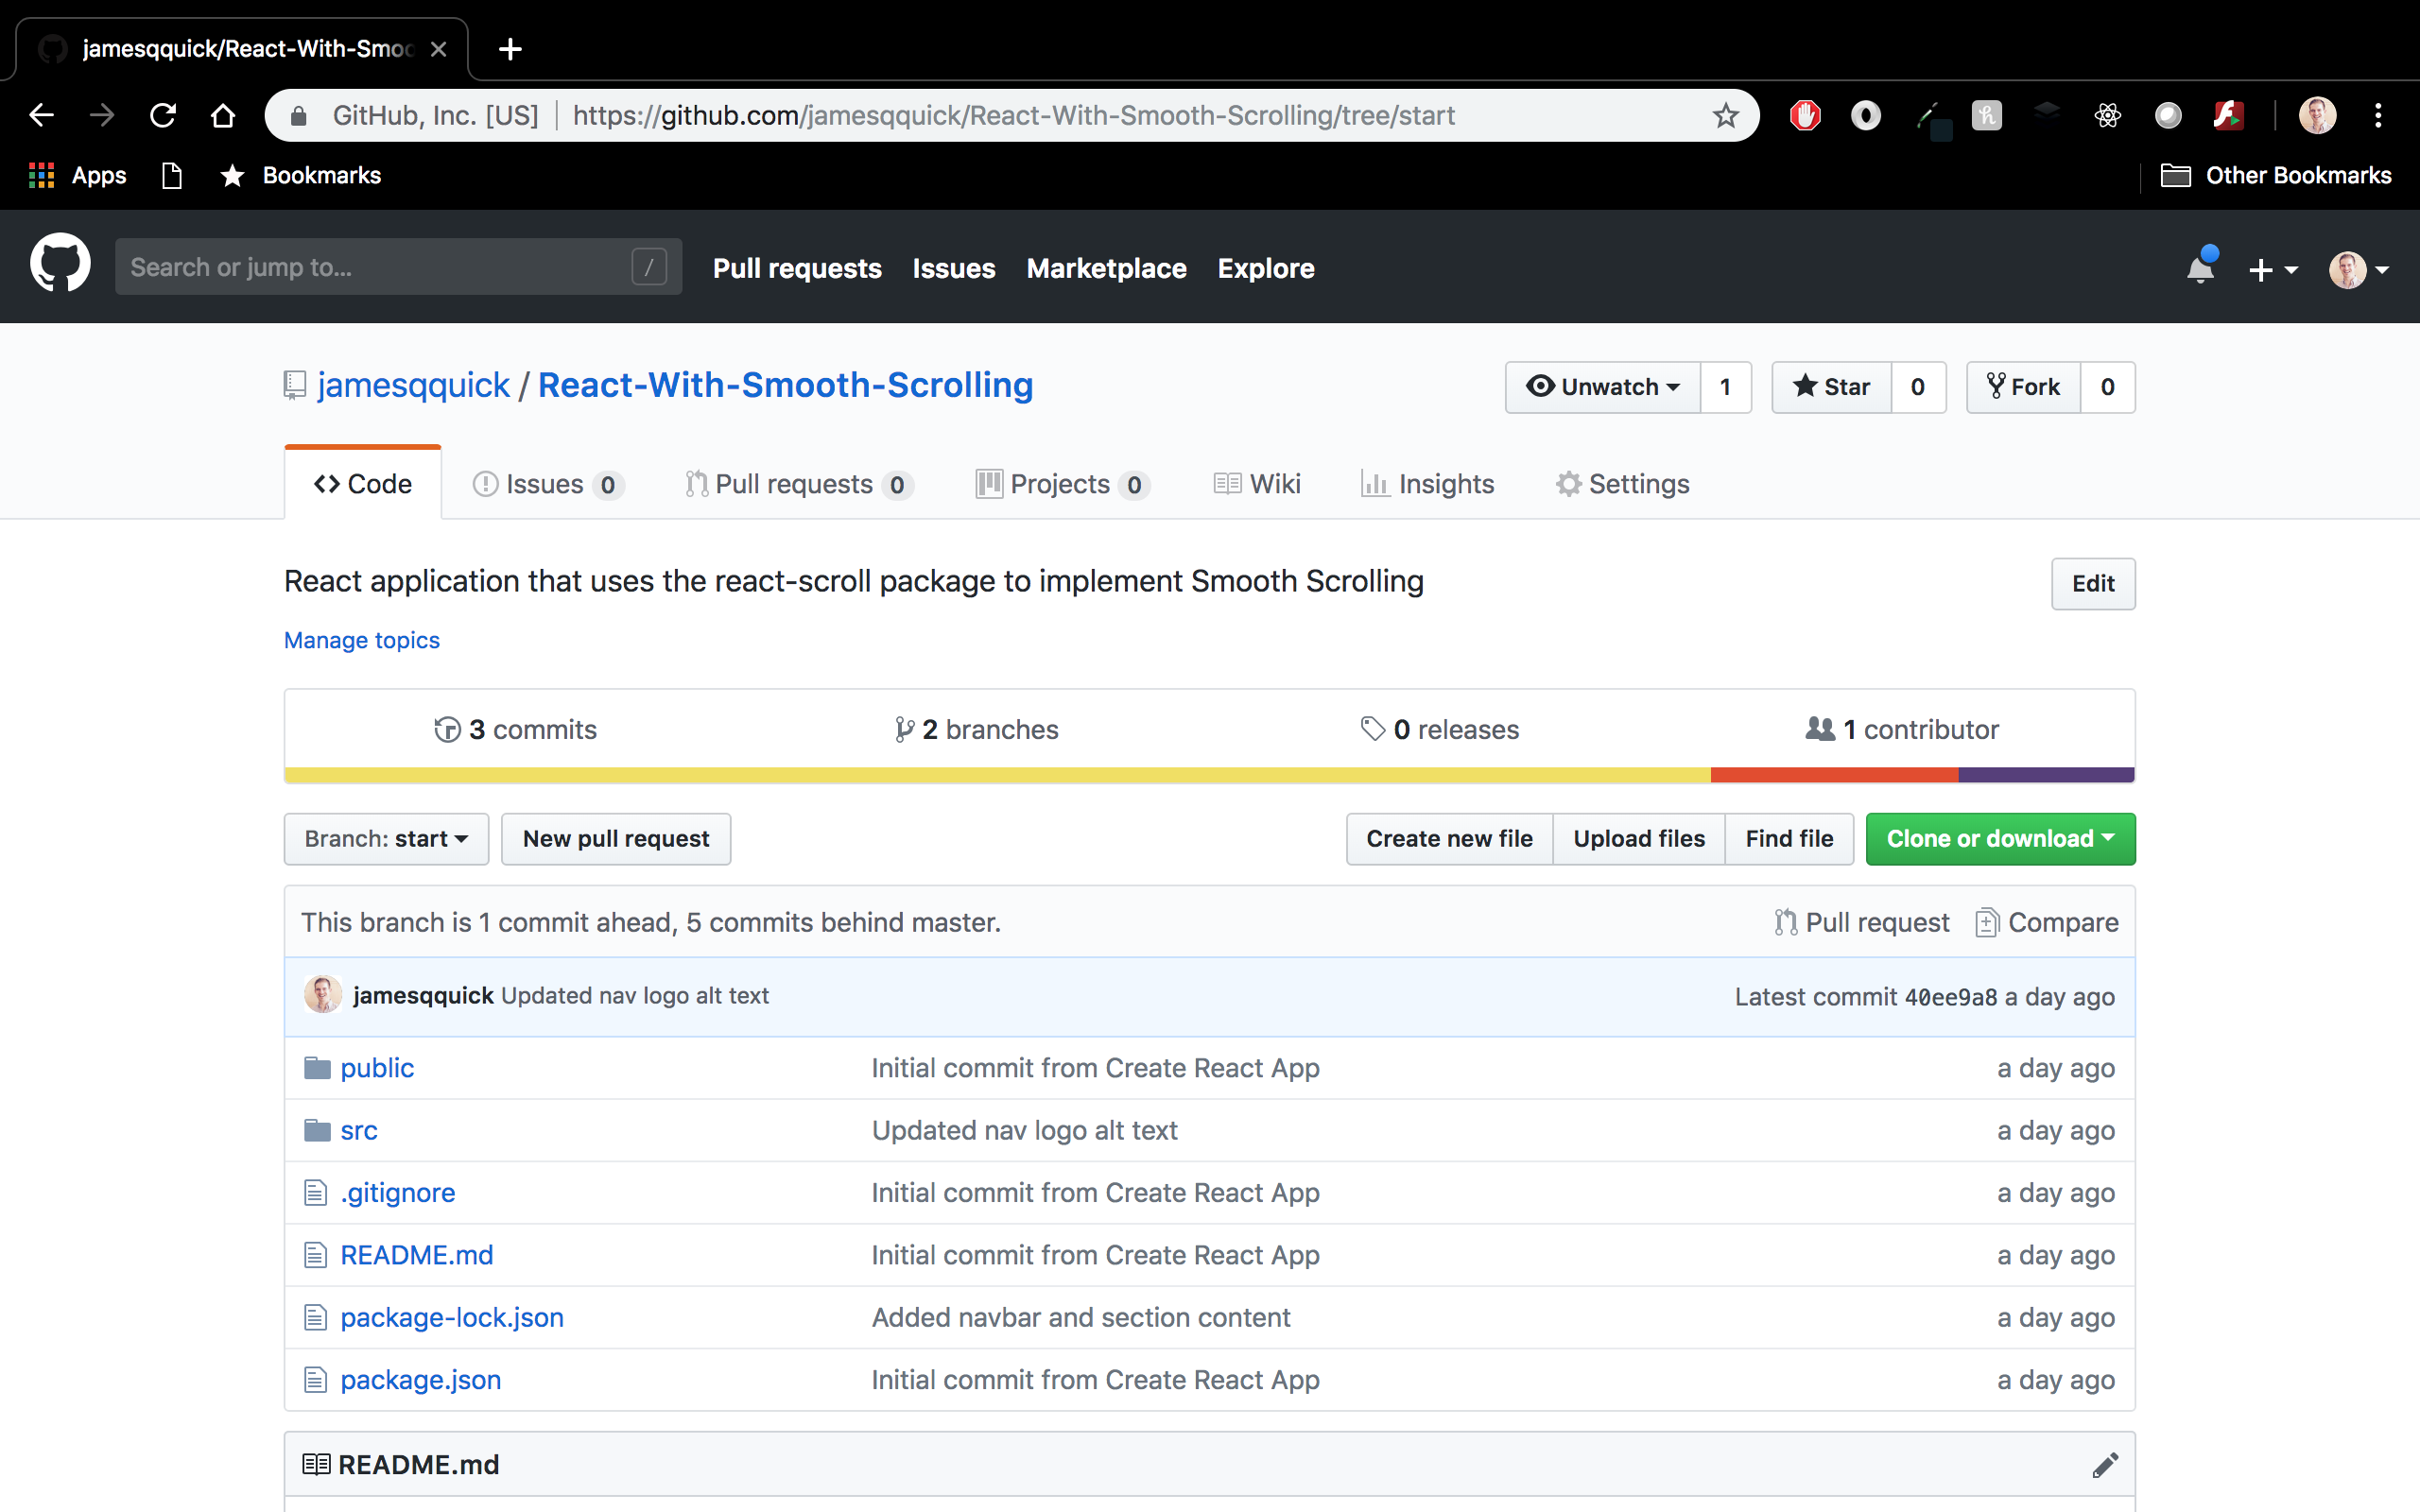 jamesqquick/React-With-Smoo
GitHub, Inc. [US] https://github.com/jamesqquick/React-With-Smooth-Scrolling/tree/start
Apps Bookmarks Other Bookmarks
Search or jump to... / Pull requests Issues Marketplace Explore
jamesqquick / React-With-Smooth-Scrolling Unwatch 1 Star 0 Fork 0
Code Issues 0 Pull requests 0 Projects 0 Wiki Insights Settings
React application that uses the react-scroll package to implement Smooth Scrolling Edit
Manage topics
3 commits 2 branches 0 releases 1 contributor
Branch: start New pull request Create new file Upload files Find file Clone or download
This branch is 1 commit ahead, 5 commits behind master. Pull request Compare
jamesqquick Updated nav logo alt text Latest commit 40ee9a8 a day ago
public Initial commit from Create React App a day ago
src Updated nav logo alt text a day ago
.gitignore Initial commit from Create React App a day ago
README.md Initial commit from Create React App a day ago
package-lock.json Added navbar and section content a day ago
package.json Initial commit from Create React App a day ago
README.md